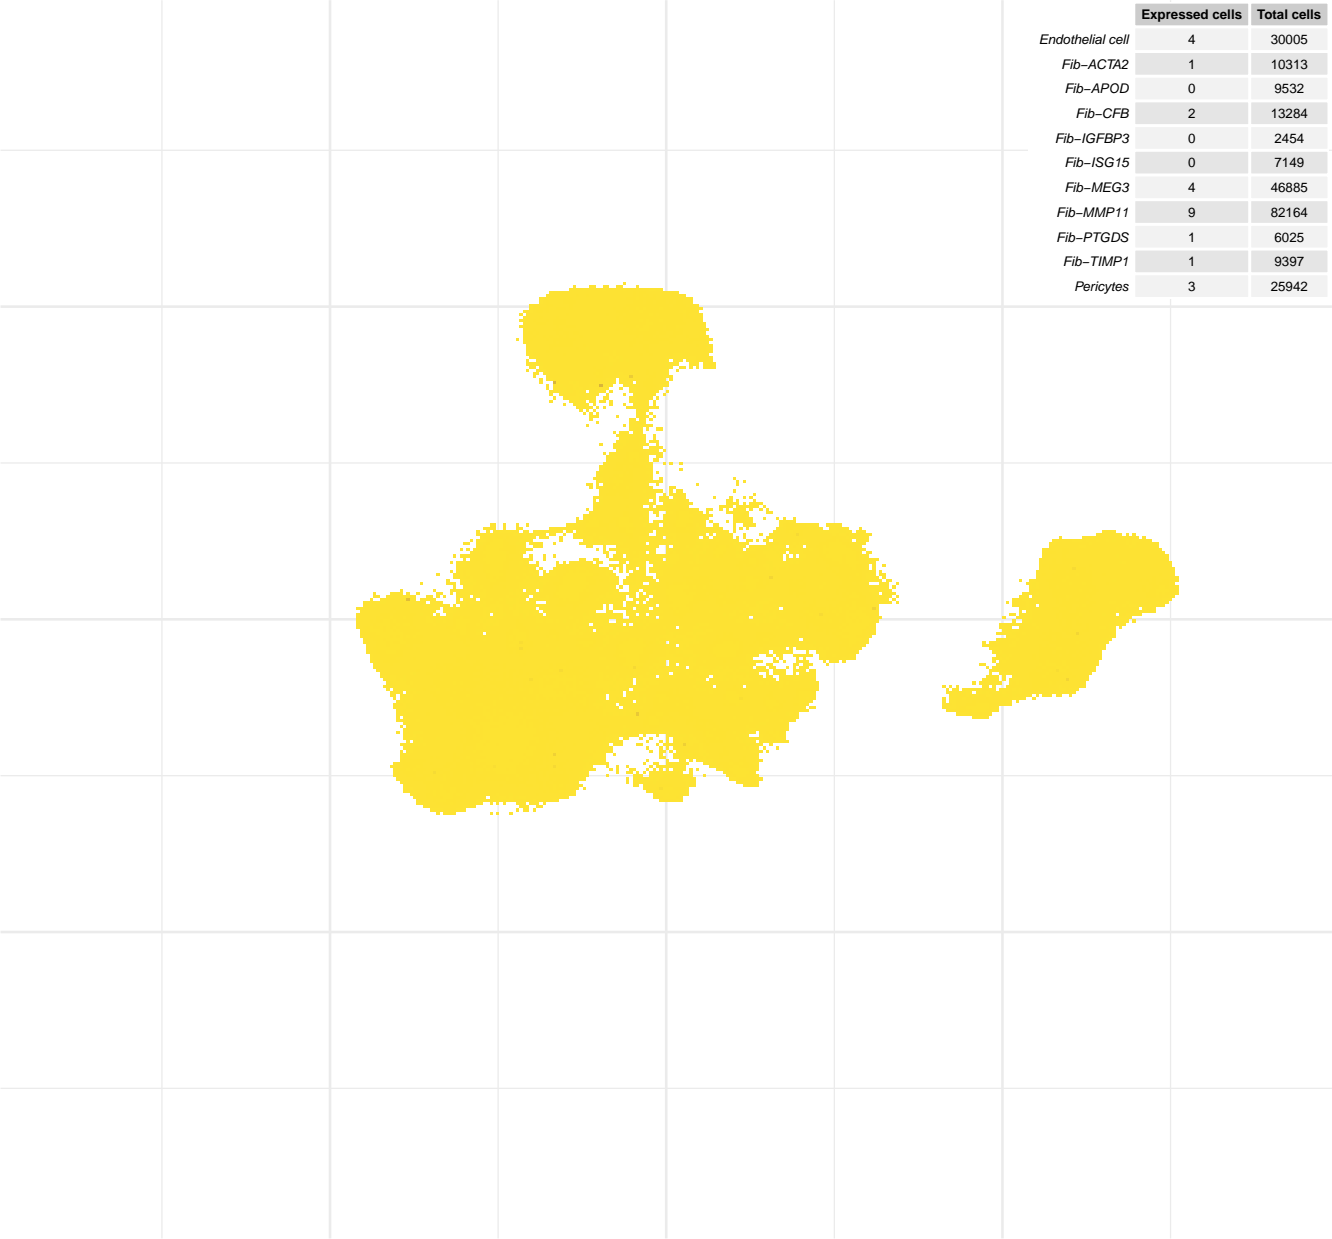 Expressed cells Total cells
Endothelial cell 4 30005
Fib−ACTA2 1 10313
Fib−APOD 0 9532
Fib−CFB 2 13284
Fib−IGFBP3 0 2454
Fib−ISG15 0 7149
Fib−MEG3 4 46885
Fib−MMP11 9 82164
Fib−PTGDS 1 6025
Fib−TIMP1 1 9397
Pericytes 3 25942